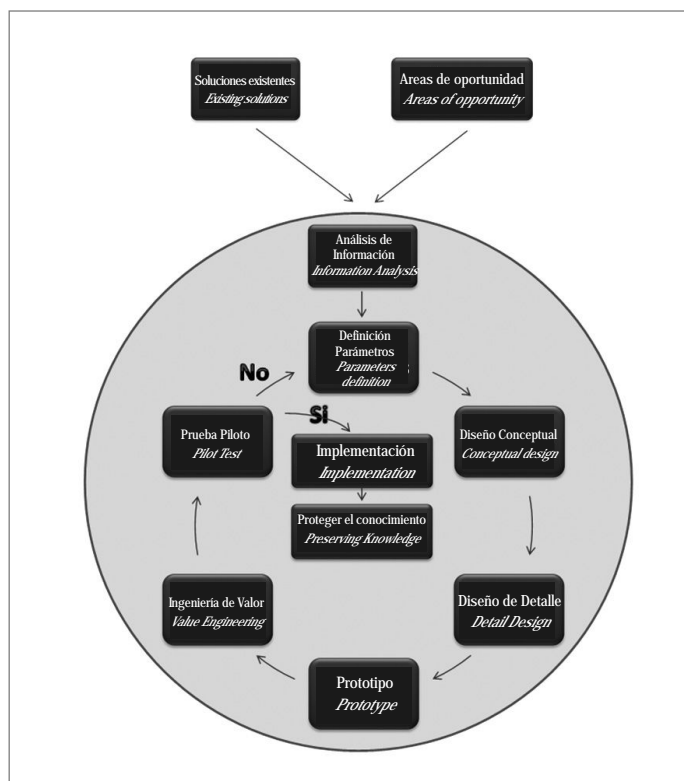 Soluciones existentes
Existing solutions
Areas de oportunidad
Areas of opportunity
Análisis de
Información
Information Analysis
Definición
Parámetros
Parameters
definition
No
Si
Prueba Piloto
Pilot Test
Implementación
Implementation
Diseño Conceptual
Conceptual design
Proteger el conocimiento
Preserving Knowledge
Ingeniería de Valor
Value Engineering
Diseño de Detalle
Detail Design
Prototipo
Prototype